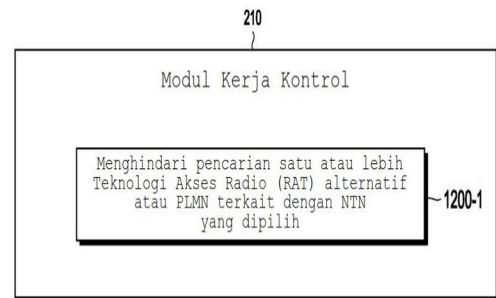 210
Modul Kerja Kontrol
Menghindari pencarian satu atau lebih
Teknologi Akses Radio (RAT) alternatif
atau PLMN terkait dengan NTN
yang dipilih
1200-1